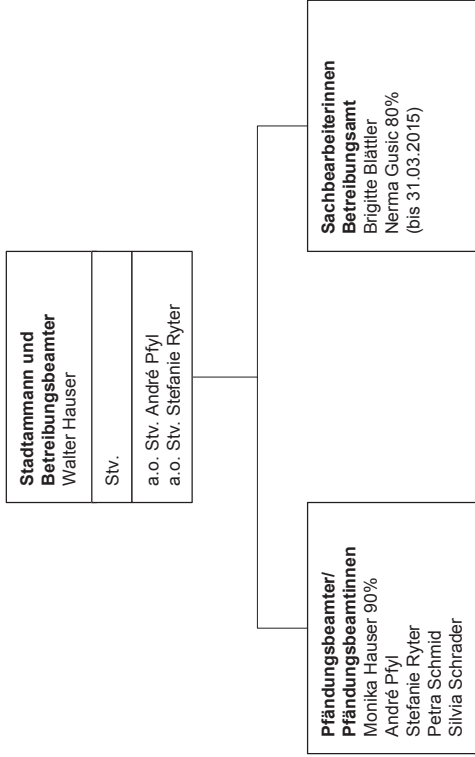 Stadtammann und
Betreibungsbeamter
Walter Hauser
Stv.
a.o. Stv. André Pfyl
a.o. Stv. Stefanie Ryter
Pfändungsbeamter/
Pfändungsbeamtinnen
Monika Hauser 90%
André Pfyl
Stefanie Ryter
Petra Schmid
Silvia Schrader
Sachbearbeiterinnen
Betreibungsamt
Brigitte Blättler
Nerma Gusic 80%
(bis 31.03.2015)